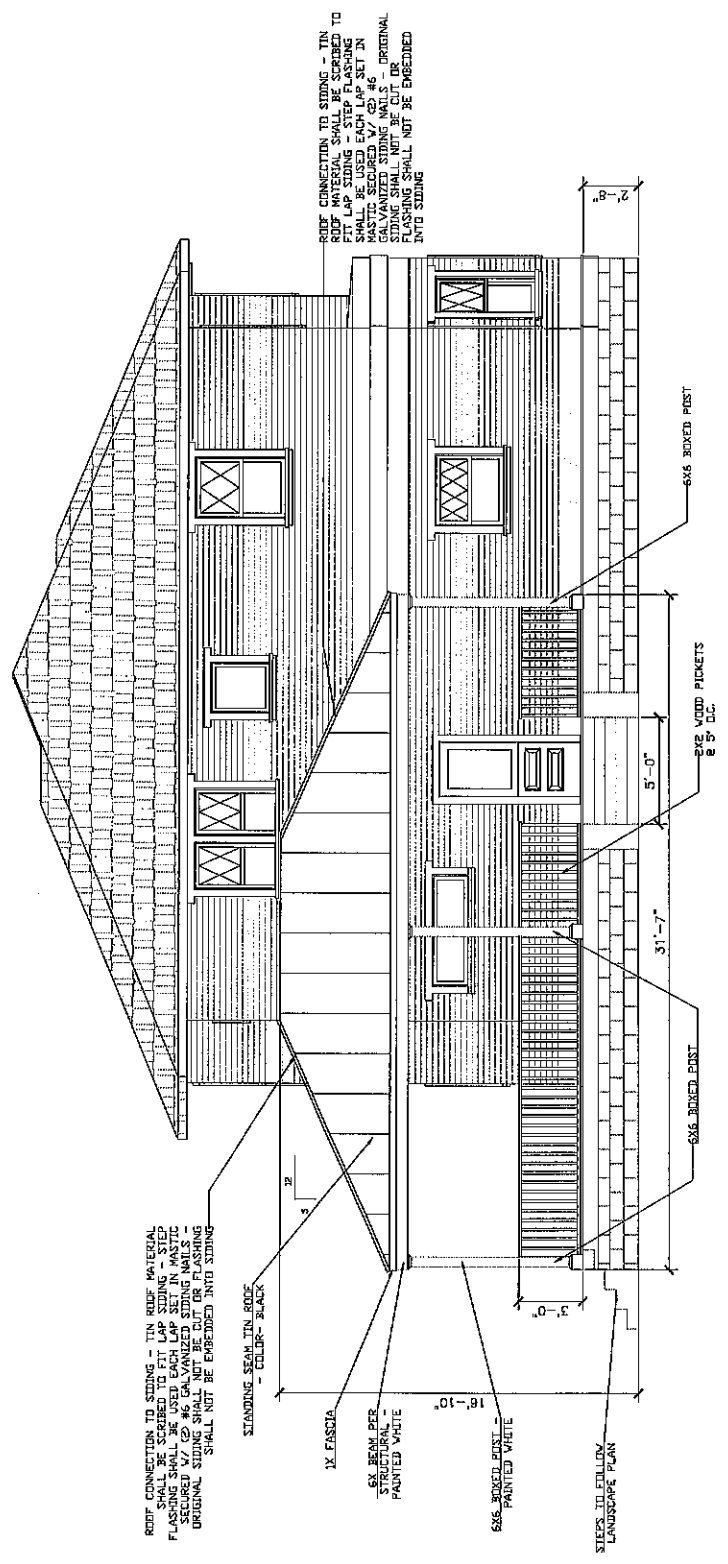 ROOF CONNECTION TO SIDING - TIN ROOF MATERIAL
SHALL BE SCRIBED TO FIT LAP SIDING - STEP
FLASHING SHALL BE USED EACH LAP SET IN MASTIC
SECURED W/ (2) #6 GALVANIZED SIDING NAILS -
ORIGINAL SIDING SHALL NOT BE CUT OR FLASHING
SHALL NOT BE EMBEDDED INTO SIDING
STANDING SEAM TIN ROOF
- COLOR- BLACK
1X FASCIA
6X BEAM PER
STRUCTURAL -
PAINTED WHITE
6X6 BOXED POST -
PAINTED WHITE
STEPS TO FOLLOW
LANDSCAPE PLAN
12
16'-10"
3'-0"
31'-7"
5'-0"
2'-8"
6X6 BOXED POST
2X2 WOOD PICKETS
@ 5" O.C.
6X6 BOXED POST
ROOF CONNECTION TO SIDING - TIN
ROOF MATERIAL SHALL BE SCRIBED TO
FIT LAP SIDING - STEP FLASHING
SHALL BE USED EACH LAP SET IN
MASTIC SECURED W/ (2) #6
GALVANIZED SIDING NAILS - ORIGINAL
SIDING SHALL NOT BE CUT OR
FLASHING SHALL NOT BE EMBEDDED
INTO SIDING